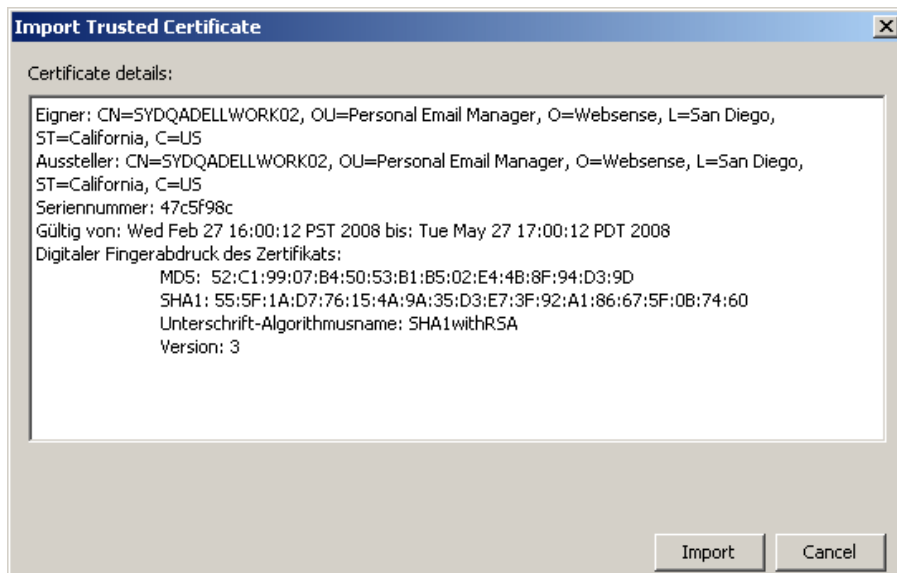 Import Trusted Certificate
Certificate details:
Eigner: CN=SYDQADELLWORK02, OU=Personal Email Manager, O=Websense, L=San Diego,
ST=California, C=US
Aussteller: CN=SYDQADELLWORK02, OU=Personal Email Manager, O=Websense, L=San Diego,
ST=California, C=US
Seriennummer: 47c5f98c
Gültig von: Wed Feb 27 16:00:12 PST 2008 bis: Tue May 27 17:00:12 PDT 2008
Digitaler Fingerabdruck des Zertifikats:
MD5: 52:C1:99:07:B4:50:53:B1:B5:02:E4:4B:8F:94:D3:9D
SHA1: 55:5F:1A:D7:76:15:4A:9A:35:D3:E7:3F:92:A1:86:67:5F:0B:74:60
Unterschrift-Algorithmusname: SHA1withRSA
Version: 3
Import Cancel